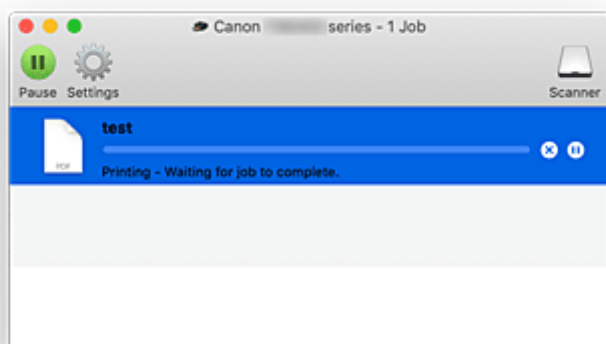 Canon series - 1 Job
Pause Settings
Scanner
test
PDF
Printing - Waiting for job to complete.